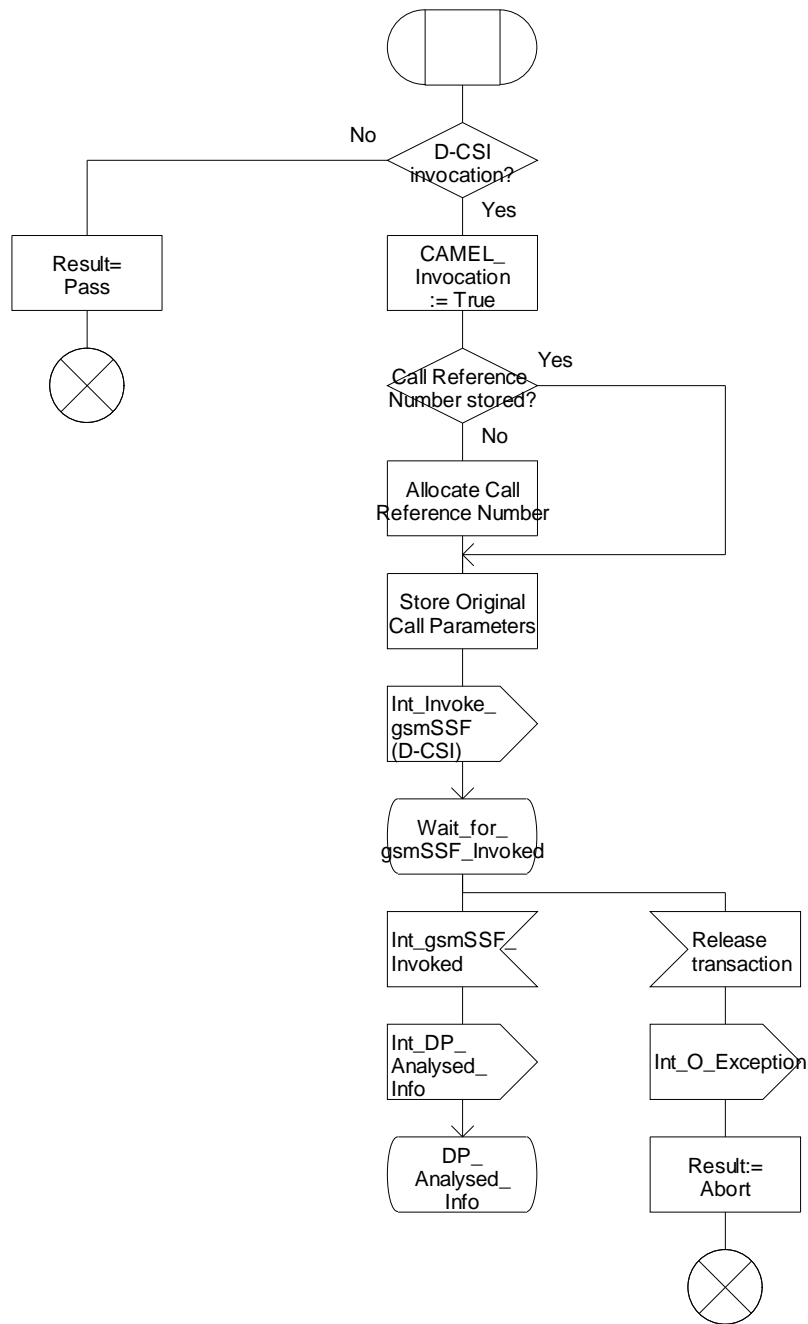 No
D-CSI
invocation?
Yes
Result=
Pass
CAMEL_
Invocation
:= True
Call Reference
Number stored?
Yes
No
Allocate Call
Reference Number
Store Original
Call Parameters
Int_Invoke_
gsmSSF
(D-CSI)
Wait_for_
gsmSSF_Invoked
Int_gsmSSF_
Invoked
Release
transaction
Int_DP_
Analysed_
Info
Int_O_Exception
DP_
Analysed_
Info
Result:=
Abort